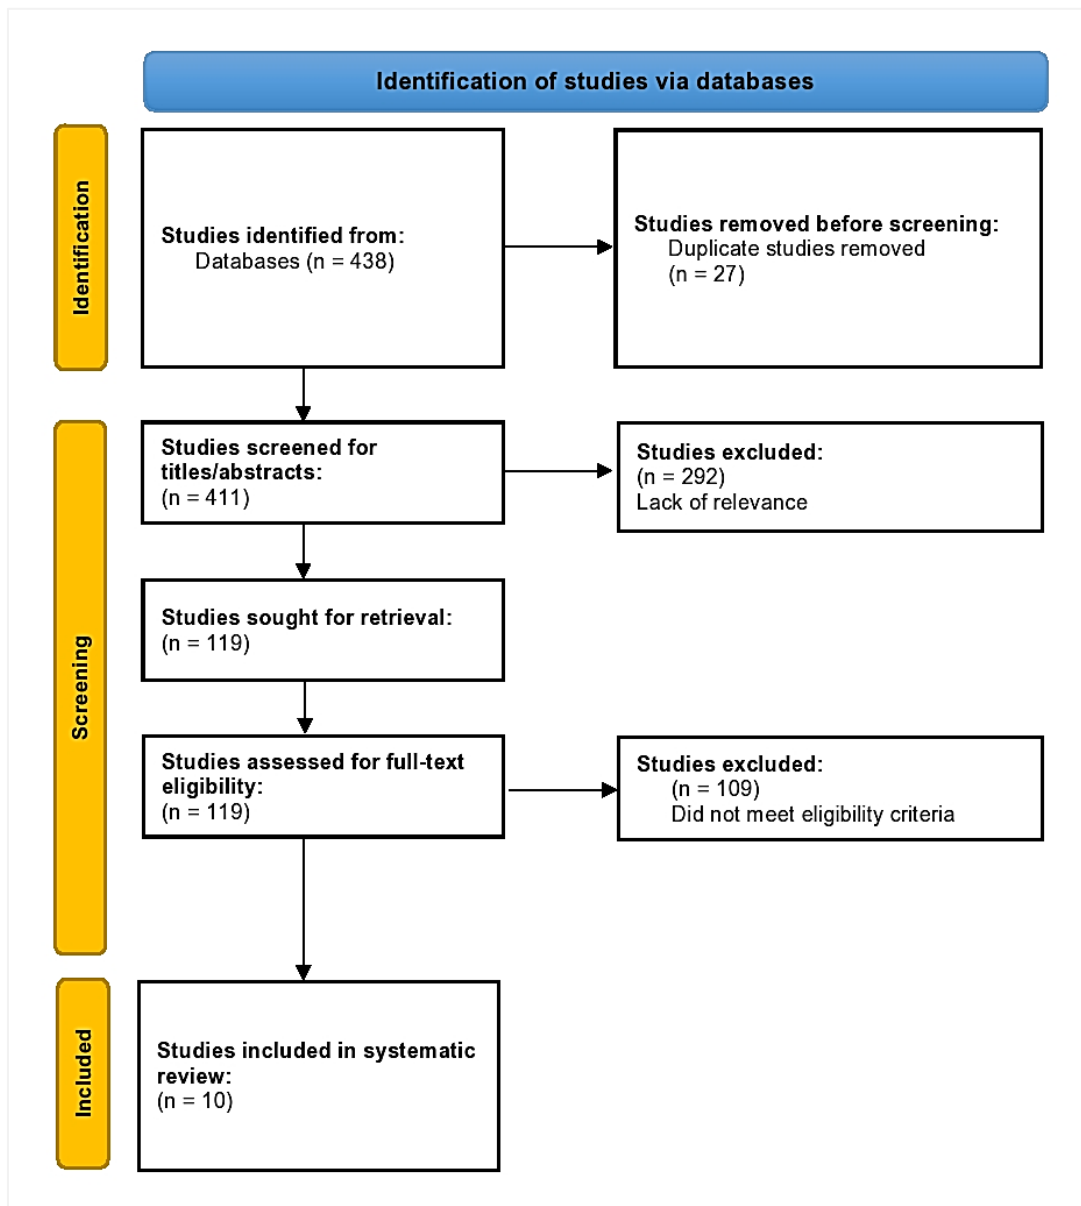 Identification of studies via databases
Identification
Studies identified from:
Databases (n = 438)
Studies removed before screening:
Duplicate studies removed
(n = 27)
Screening
Studies screened for
titles/abstracts:
(n = 411)
Studies excluded:
(n = 292)
Lack of relevance
Studies sought for retrieval:
(n = 119)
Studies assessed for full-text
eligibility:
(n = 119)
Studies excluded:
(n = 109)
Did not meet eligibility criteria
Included
Studies included in systematic
review:
(n = 10)